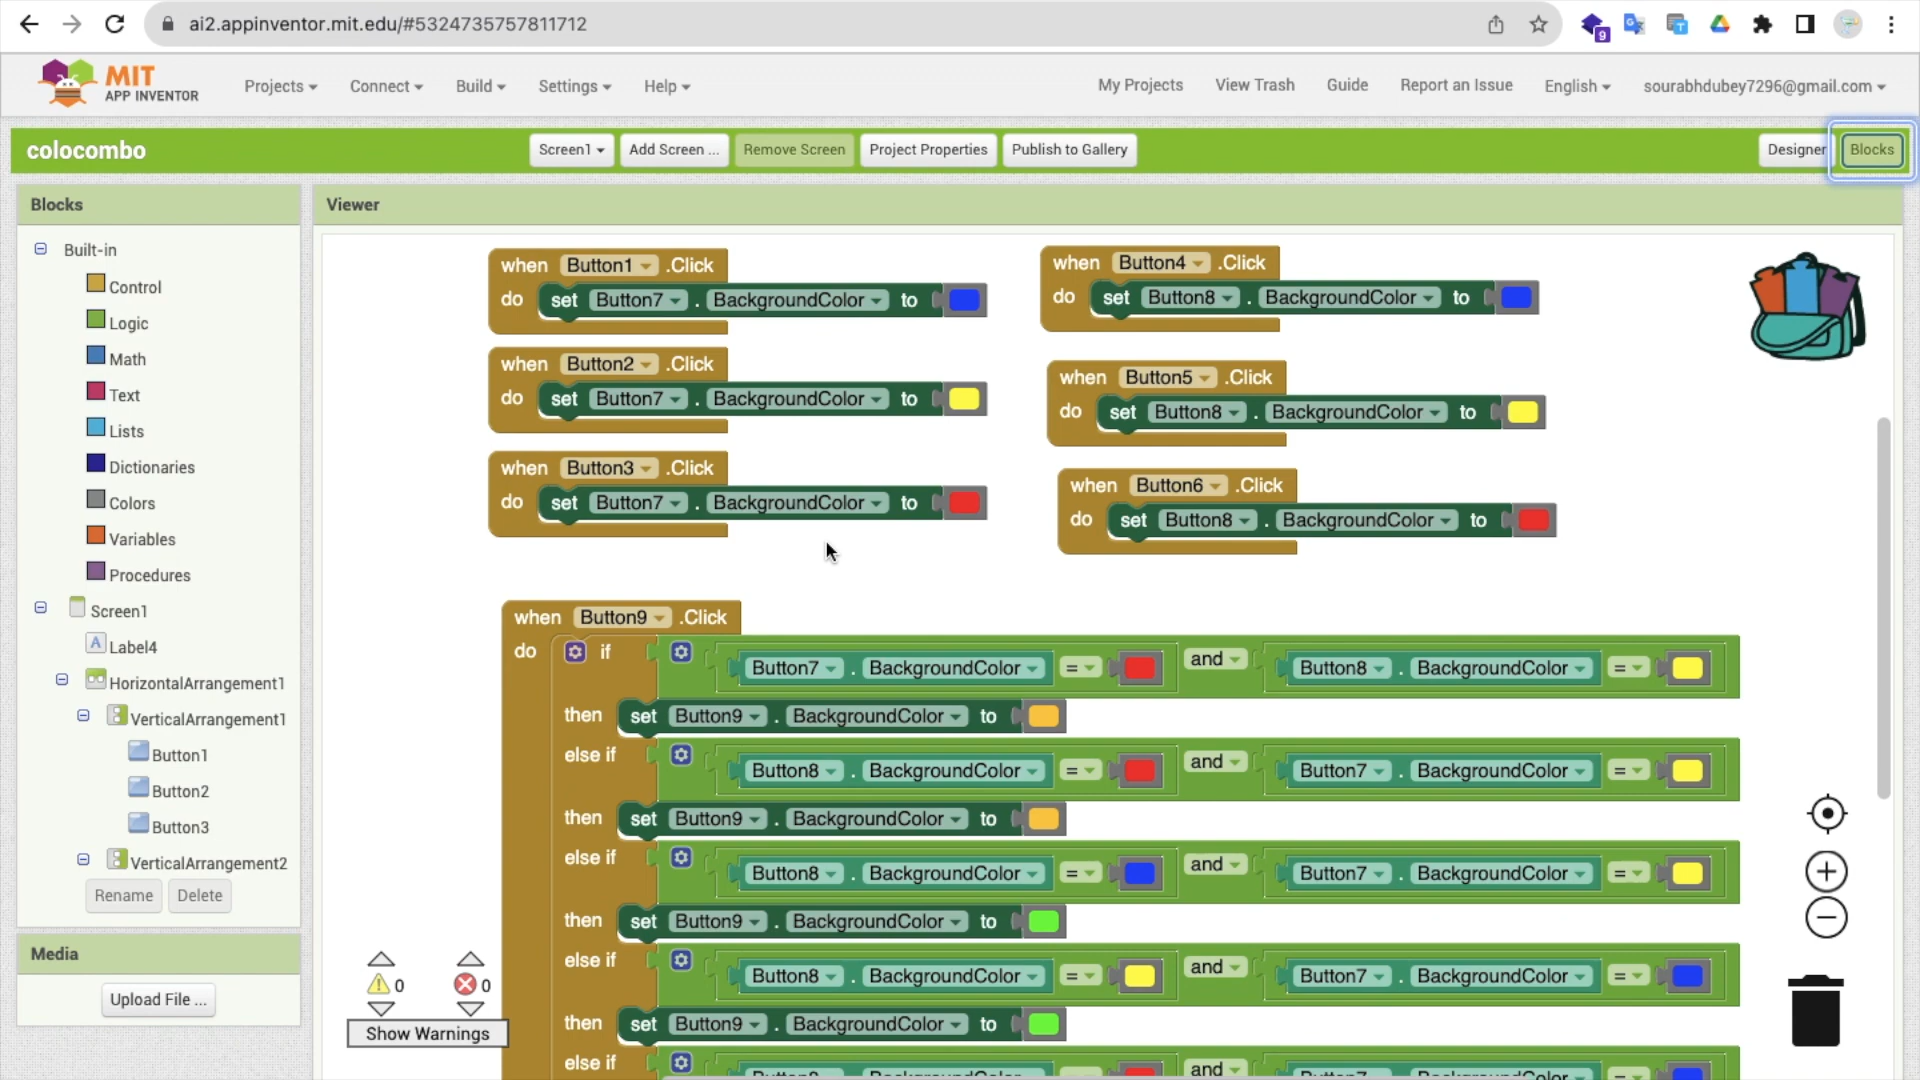 ai2.appinventor.mit.edu/#5324735757811712
9
MIT
APP INVENTOR
Projects
Connect
Build
Settings
Help
My Projects
View Trash
Guide
Report an Issue
English
sourabhdubey7296@gmail.com
colocombo
Screen1
Add Screen ...
Remove Screen
Project Properties
Publish to Gallery
Designer
Blocks
Blocks
Built-in
Control
Logic
Math
Text
Lists
Dictionaries
Colors
Variables
Procedures
Screen1
A Label4
HorizontalArrangement1
VerticalArrangement1
Button1
Button2
Button3
VerticalArrangement2
Rename
Delete
Media
Upload File ...
Viewer
when Button1 .Click
do set Button7 . BackgroundColor to
when Button2 .Click
do set Button7 . BackgroundColor to
when Button3 .Click
do set Button7 . BackgroundColor to
when Button4 .Click
do set Button8 . BackgroundColor to
when Button5 .Click
do set Button8 . BackgroundColor to
when Button6 .Click
do set Button8 . BackgroundColor to
when Button9 .Click
do if Button7 . BackgroundColor = and Button8 . BackgroundColor =
then set Button9 . BackgroundColor to
else if Button8 . BackgroundColor = and Button7 . BackgroundColor =
then set Button9 . BackgroundColor to
else if Button8 . BackgroundColor = and Button7 . BackgroundColor =
then set Button9 . BackgroundColor to
else if Button8 . BackgroundColor = and Button7 . BackgroundColor =
then set Button9 . BackgroundColor to
else if and
0
0
Show Warnings